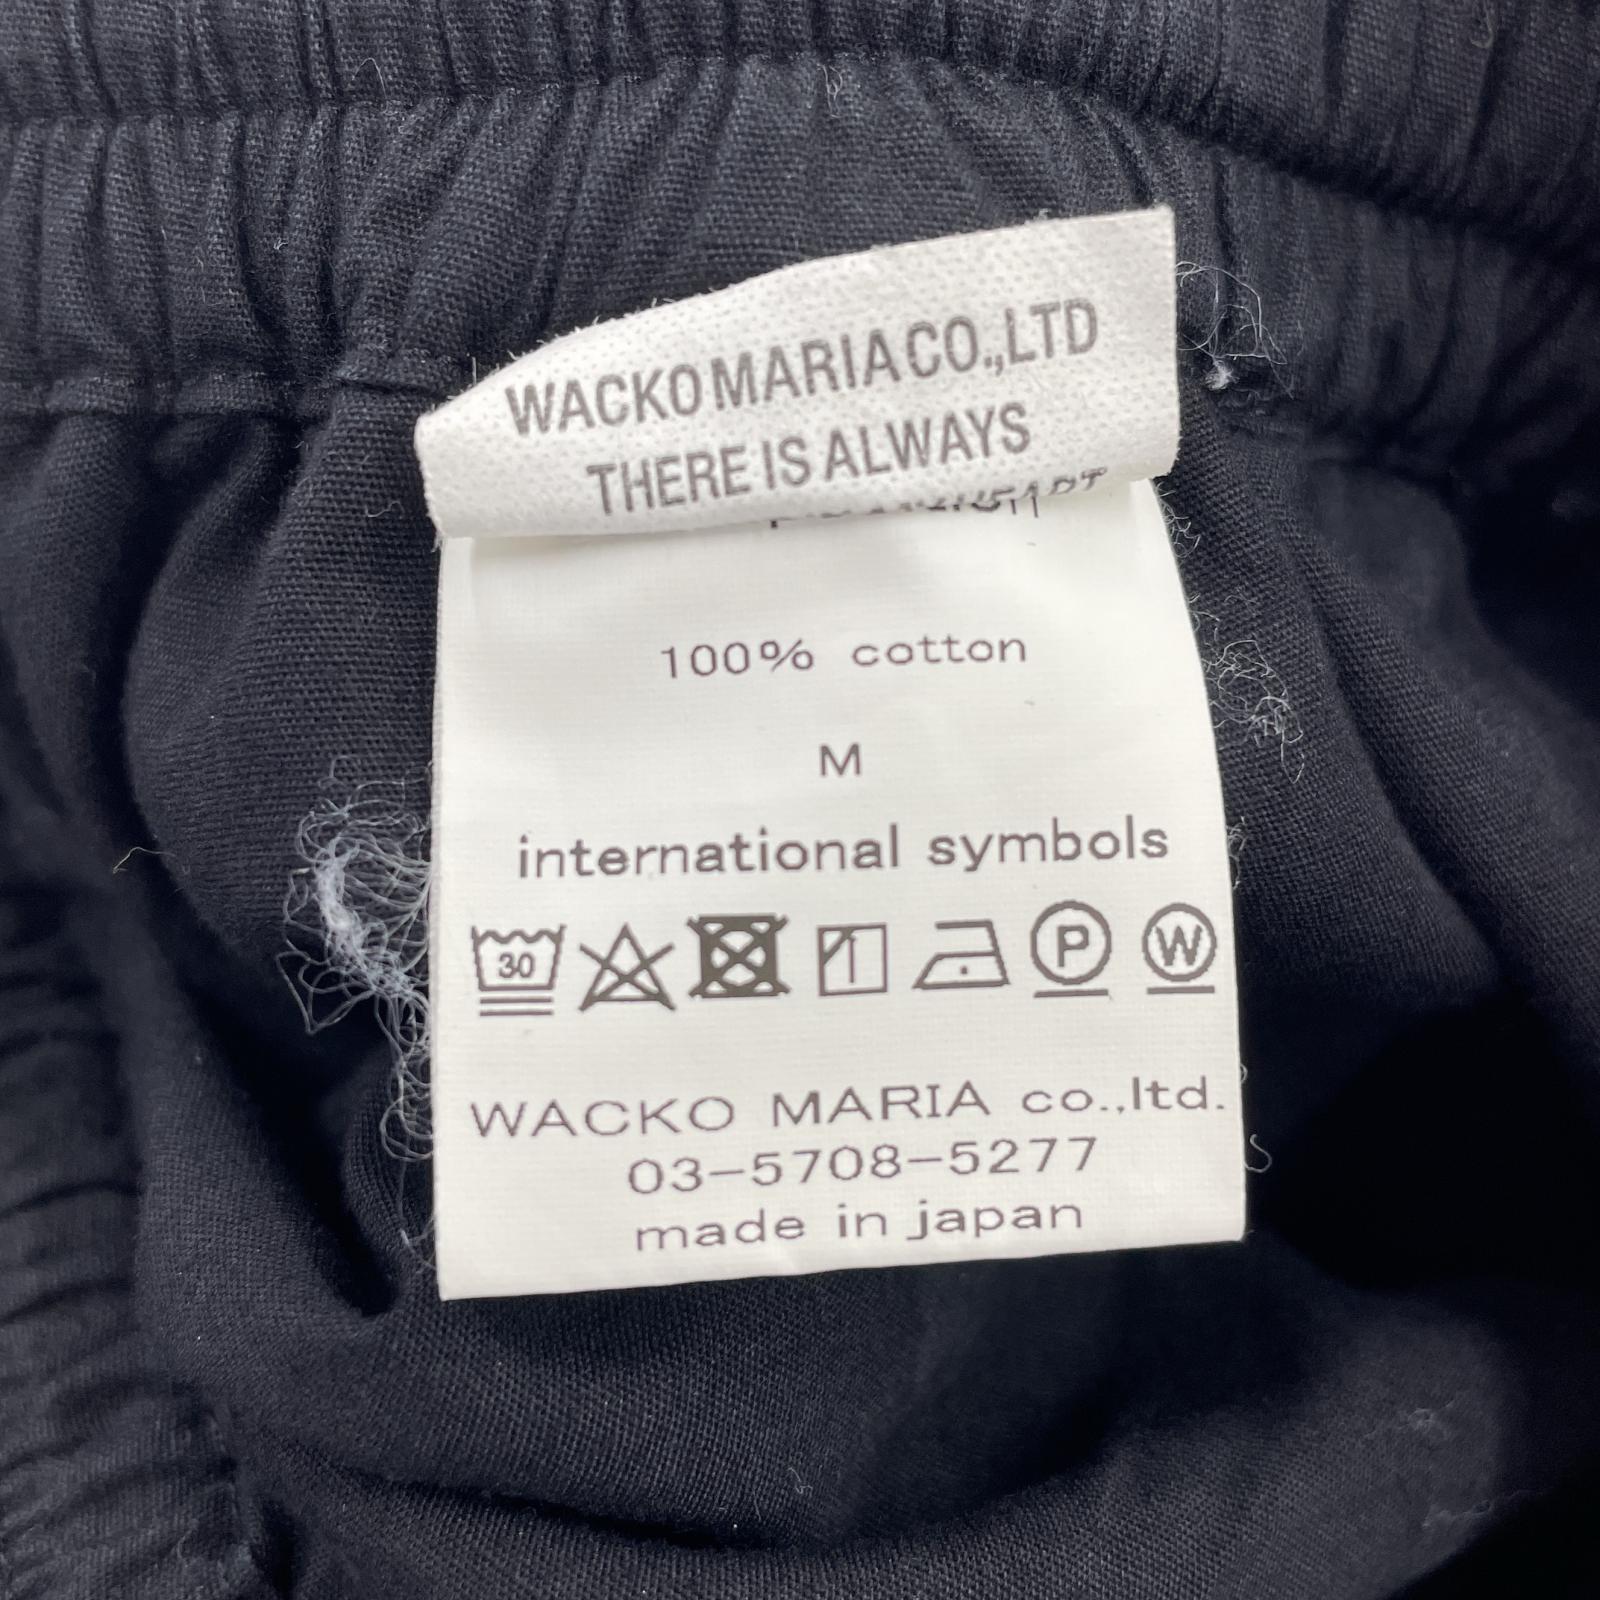 WACKO MARIA CO.,LTD
THERE IS ALWAYS
100% cotton
M
international symbols
30
P
W
WACKO MARIA co.,ltd.
03-5708-5277
made in japan